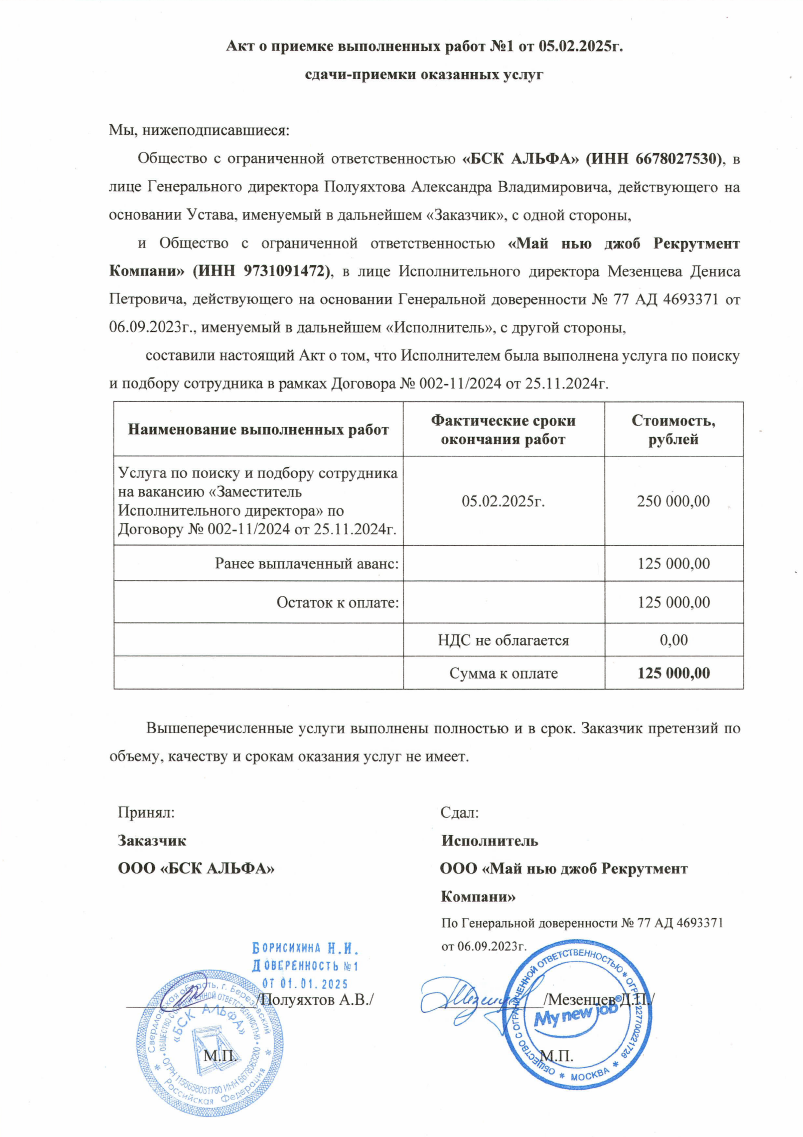 Акт о приемке выполненных работ №1 от 05.02.2025г.
сдачи-приемки оказанных услуг
Мы, нижеподписавшиеся:
Общество с ограниченной ответственностью «БСК АЛЬФА» (ИНН 6678027530), в
лице Генерального директора Полуяхтова Александра Владимировича, действующего на
основании Устава, именуемый в дальнейшем «Заказчик», с одной стороны,
и Общество с ограниченной ответственностью «Май нью джоб Рекрутмент
Компани» (ИНН 9731091472), в лице Исполнительного директора Мезенцева Дениса
Петровича, действующего на основании Генеральной доверенности № 77 АД 4693371 от
06.09.2023г., именуемый в дальнейшем «Исполнитель», с другой стороны,
составили настоящий Акт о том, что Исполнителем была выполнена услуга по поиску
и подбору сотрудника в рамках Договора № 002-11/2024 от 25.11.2024г.
Наименование выполненных работ
Фактические сроки
окончания работ
Стоимость,
рублей
Услуга по поиску и подбору сотрудника
на вакансию «Заместитель
Исполнительного директора» по
Договору № 002-11/2024 от 25.11.2024г.
05.02.2025г.
250 000,00
Ранее выплаченный аванс:
125 000,00
Остаток к оплате:
125 000,00
НДС не облагается
0,00
Сумма к оплате
125 000,00
Вышеперечисленные услуги выполнены полностью и в срок. Заказчик претензий по
объему, качеству и срокам оказания услуг не имеет.
Принял:
Заказчик
ООО «БСК АЛЬФА»
Сдал:
Исполнитель
ООО «Май нью джоб Рекрутмент
Компани»
По Генеральной доверенности № 77 АД 4693371
от 06.09.2023г.
Борисихина Н.И.
Доверенность №1
от 01.01.2025
/Полуяхтов А.В./
М.П.
Свердловская область, г. Березовский
Российская Федерация
«БСК АЛЬФА»
Мезенцев
/Мезенцев Д.П./
М.П.
ОБЩЕСТВО С ОГРАНИЧЕННОЙ ОТВЕТСТВЕННОСТЬЮ
МОСКВА
My new job®